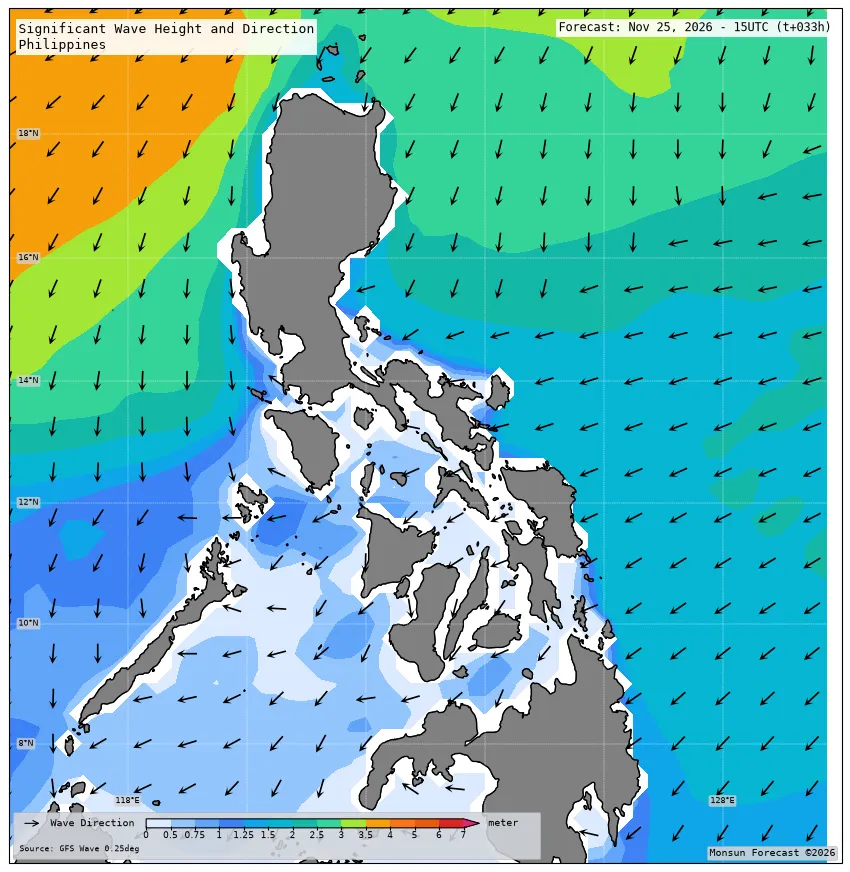 Significant Wave Height and Direction
Philippines
Forecast: Nov 25, 2026 - 15UTC (t+033h)
18°N
16°N
14°N
12°N
10°N
8°N
118°E
128°E
Wave Direction
0 0.5 0.75 1 1.25 1.5 2 2.5 3 3.5 4 5 6 7
meter
Source: GFS Wave 0.25deg
Monsun Forecast ©2026